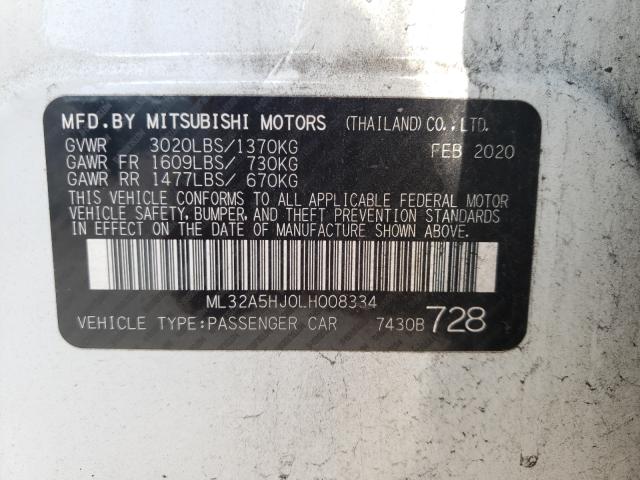 MFD.BY MITSUBISHI MOTORS (THAILAND) CO.,LTD.
GVWR 3020LBS/1370KG FEB 2020
GAWR FR 1609LBS/ 730KG
GAWR RR 1477LBS/ 670KG
THIS VEHICLE CONFORMS TO ALL APPLICABLE FEDERAL MOTOR
VEHICLE SAFETY, BUMPER, AND THEFT PREVENTION STANDARDS
IN EFFECT ON THE DATE OF MANUFACTURE SHOWN ABOVE.
ML32A5HJ0LH008334
VEHICLE TYPE:PASSENGER CAR 7430B 728